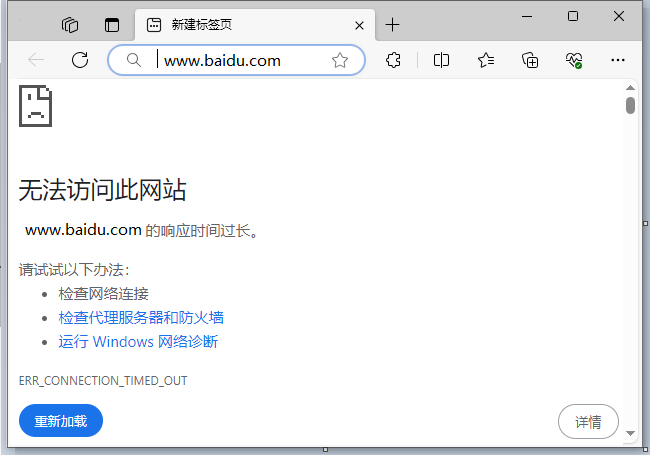 新建标签页
www.baidu.com
无法访问此网站
www.baidu.com 的响应时间过长。
请试试以下办法：
检查网络连接
检查代理服务器和防火墙
运行 Windows 网络诊断
ERR_CONNECTION_TIMED_OUT
重新加载
详情